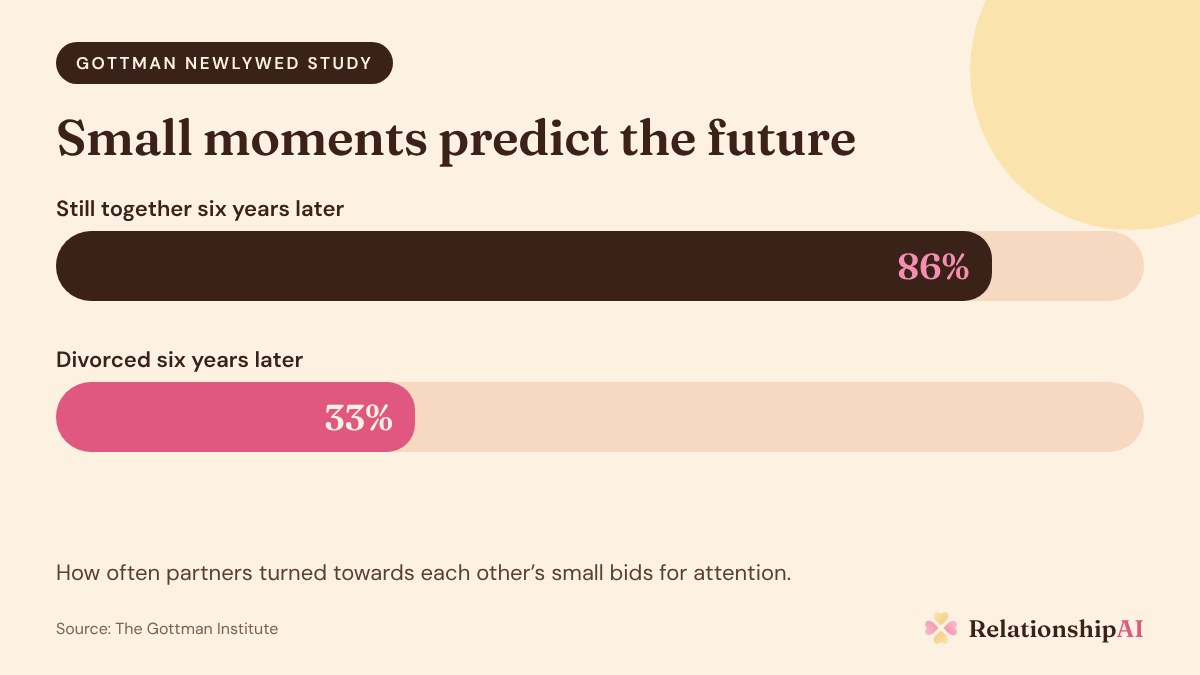 GOTTMAN NEWLYWED STUDY
Small moments predict the future
Still together six years later
86%
Divorced six years later
33%
How often partners turned towards each other’s small bids for attention.
Source: The Gottman Institute
RelationshipAI